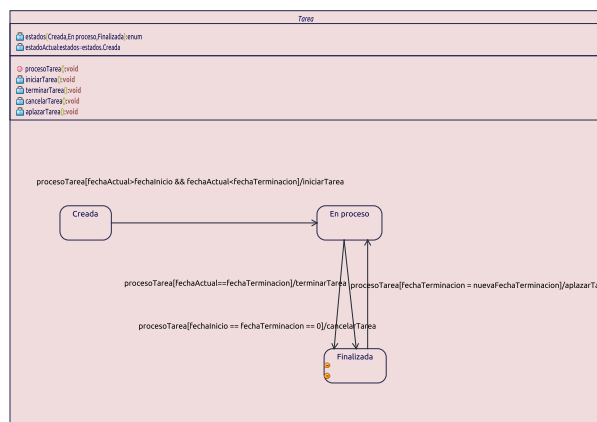 Tarea
estados{Creada,En proceso,Finalizada}:enum
estadoActual:estados=estados.Creada
procesoTarea():void
iniciarTarea():void
terminarTarea():void
cancelarTarea():void
aplazarTarea():void
procesoTarea[fechaActual>fechaInicio && fechaActual<fechaTerminacion]/iniciarTarea
Creada
En proceso
procesoTarea[fechaActual==fechaTerminacion]/terminarTarea
procesoTarea[fechaTerminacion = nuevaFechaTerminacion]/aplazarTa
procesoTarea[fechaInicio == fechaTerminacion == 0]/cancelarTarea
Finalizada